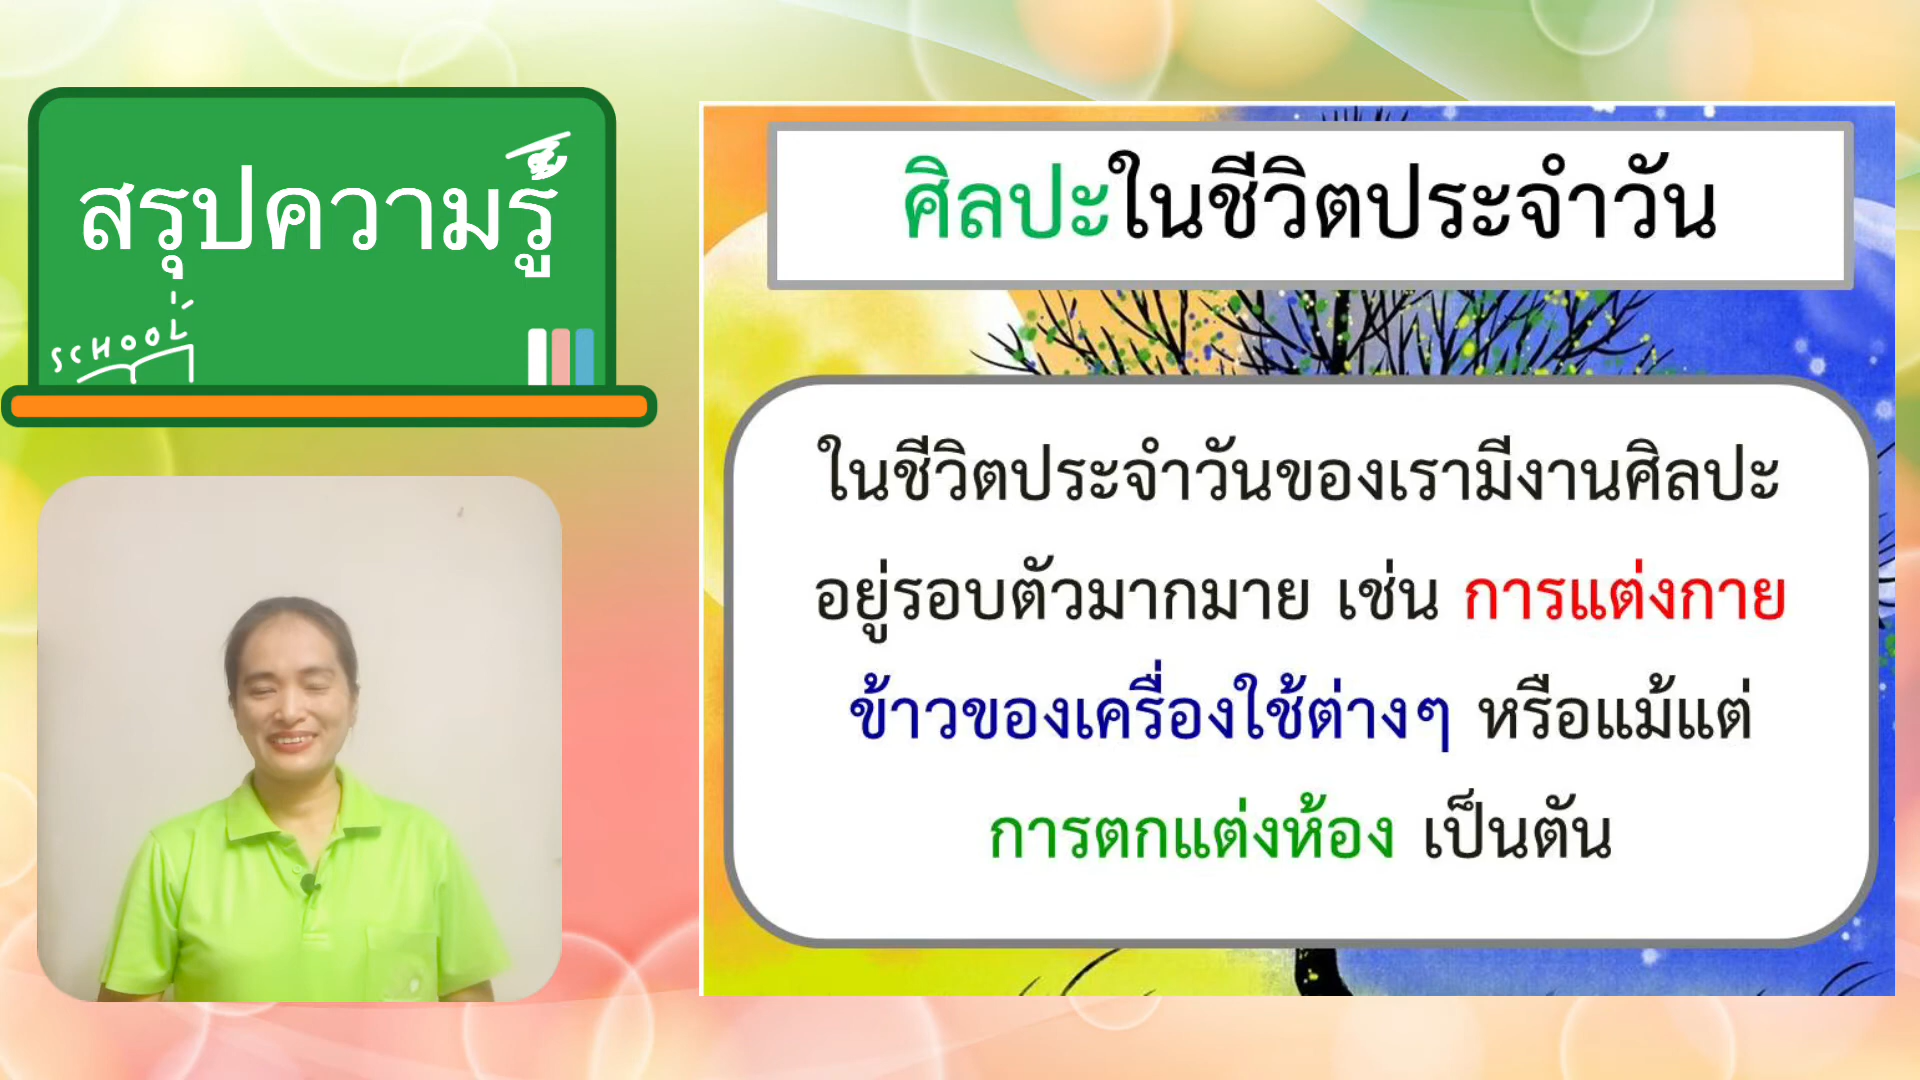 สรุปความรู้
SCHOOL
ศิลปะในชีวิตประจำวัน
ในชีวิตประจำวันของเรามีงานศิลปะ
อยู่รอบตัวมากมาย เช่น การแต่งกาย
ข้าวของเครื่องใช้ต่างๆ หรือแม้แต่
การตกแต่งห้อง เป็นตัน